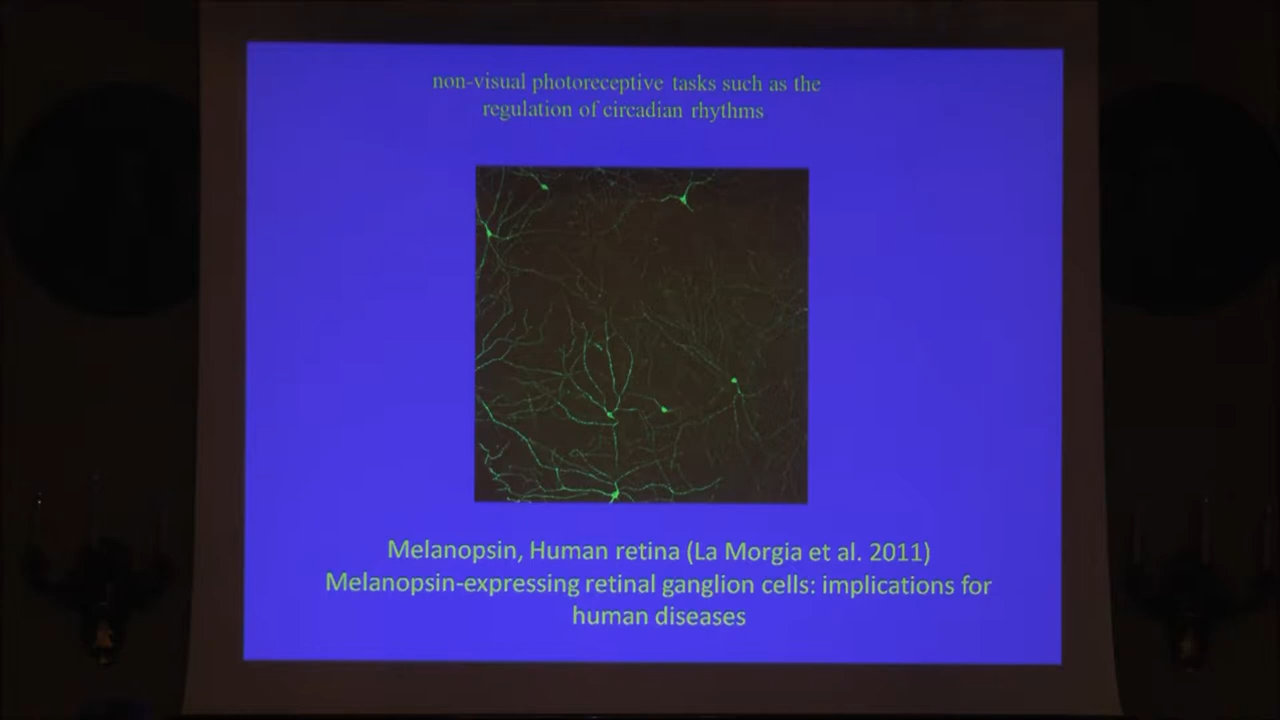 non-visual photoreceptive tasks such as the
regulation of circadian rhythms
Melanopsin, Human retina (La Morgia et al. 2011)
Melanopsin-expressing retinal ganglion cells: implications for
human diseases